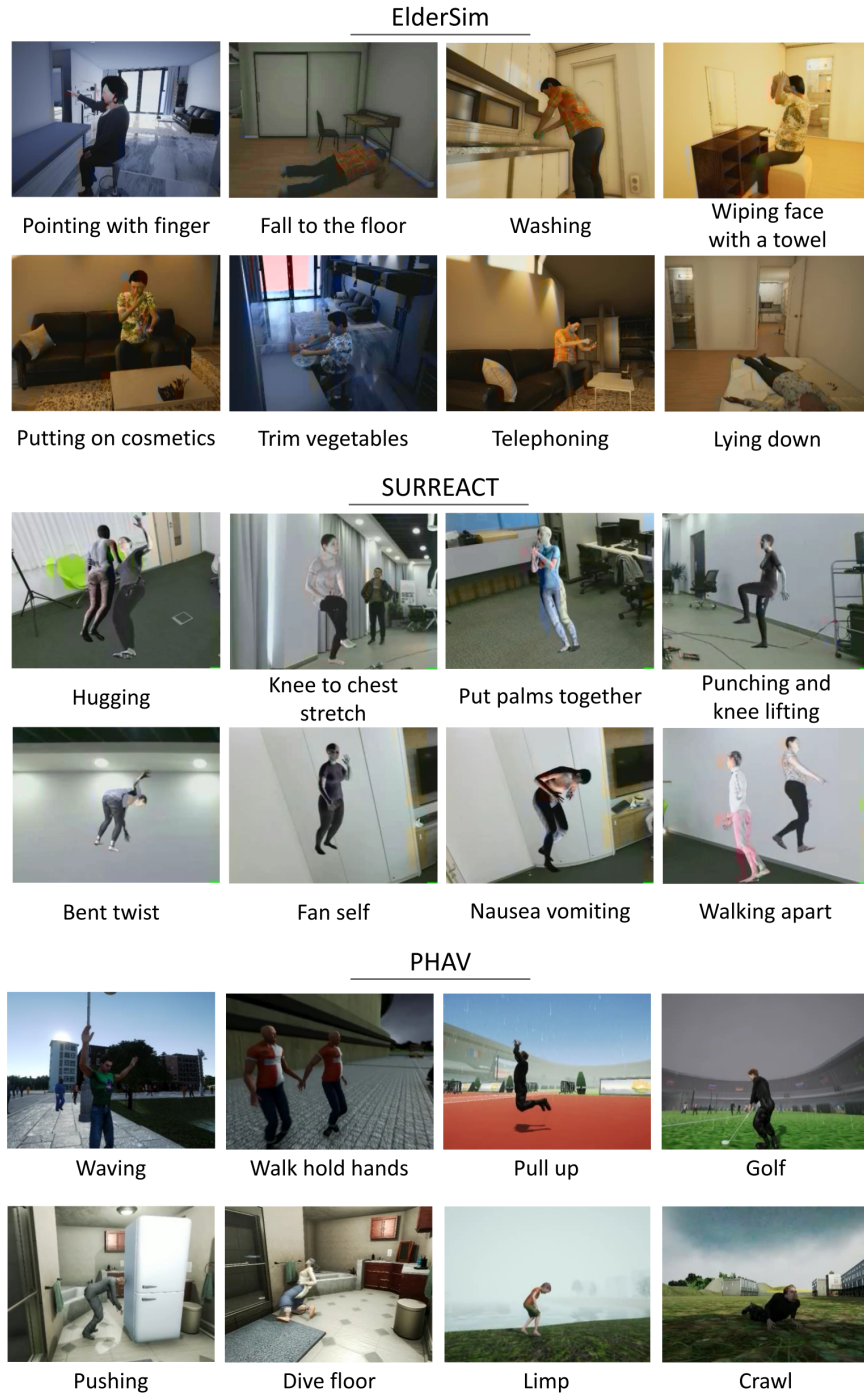 ElderSim
Pointing with finger
Fall to the floor
Washing
Wiping face
with a towel
Putting on cosmetics
Trim vegetables
Telephoning
Lying down
SURREACT
Hugging
Knee to chest
stretch
Put palms together
Punching and
knee lifting
Bent twist
Fan self
Nausea vomiting
Walking apart
PHAV
Waving
Walk hold hands
Pull up
Golf
Pushing
Dive floor
Limp
Crawl